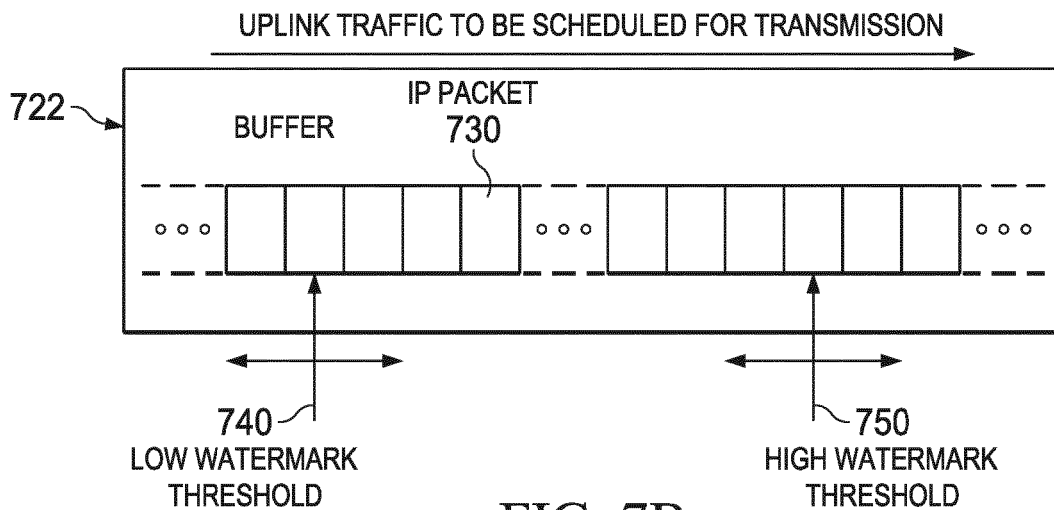 UPLINK TRAFFIC TO BE SCHEDULED FOR TRANSMISSION
722
IP PACKET
730
BUFFER
740
LOW WATERMARK
THRESHOLD
750
HIGH WATERMARK
THRESHOLD